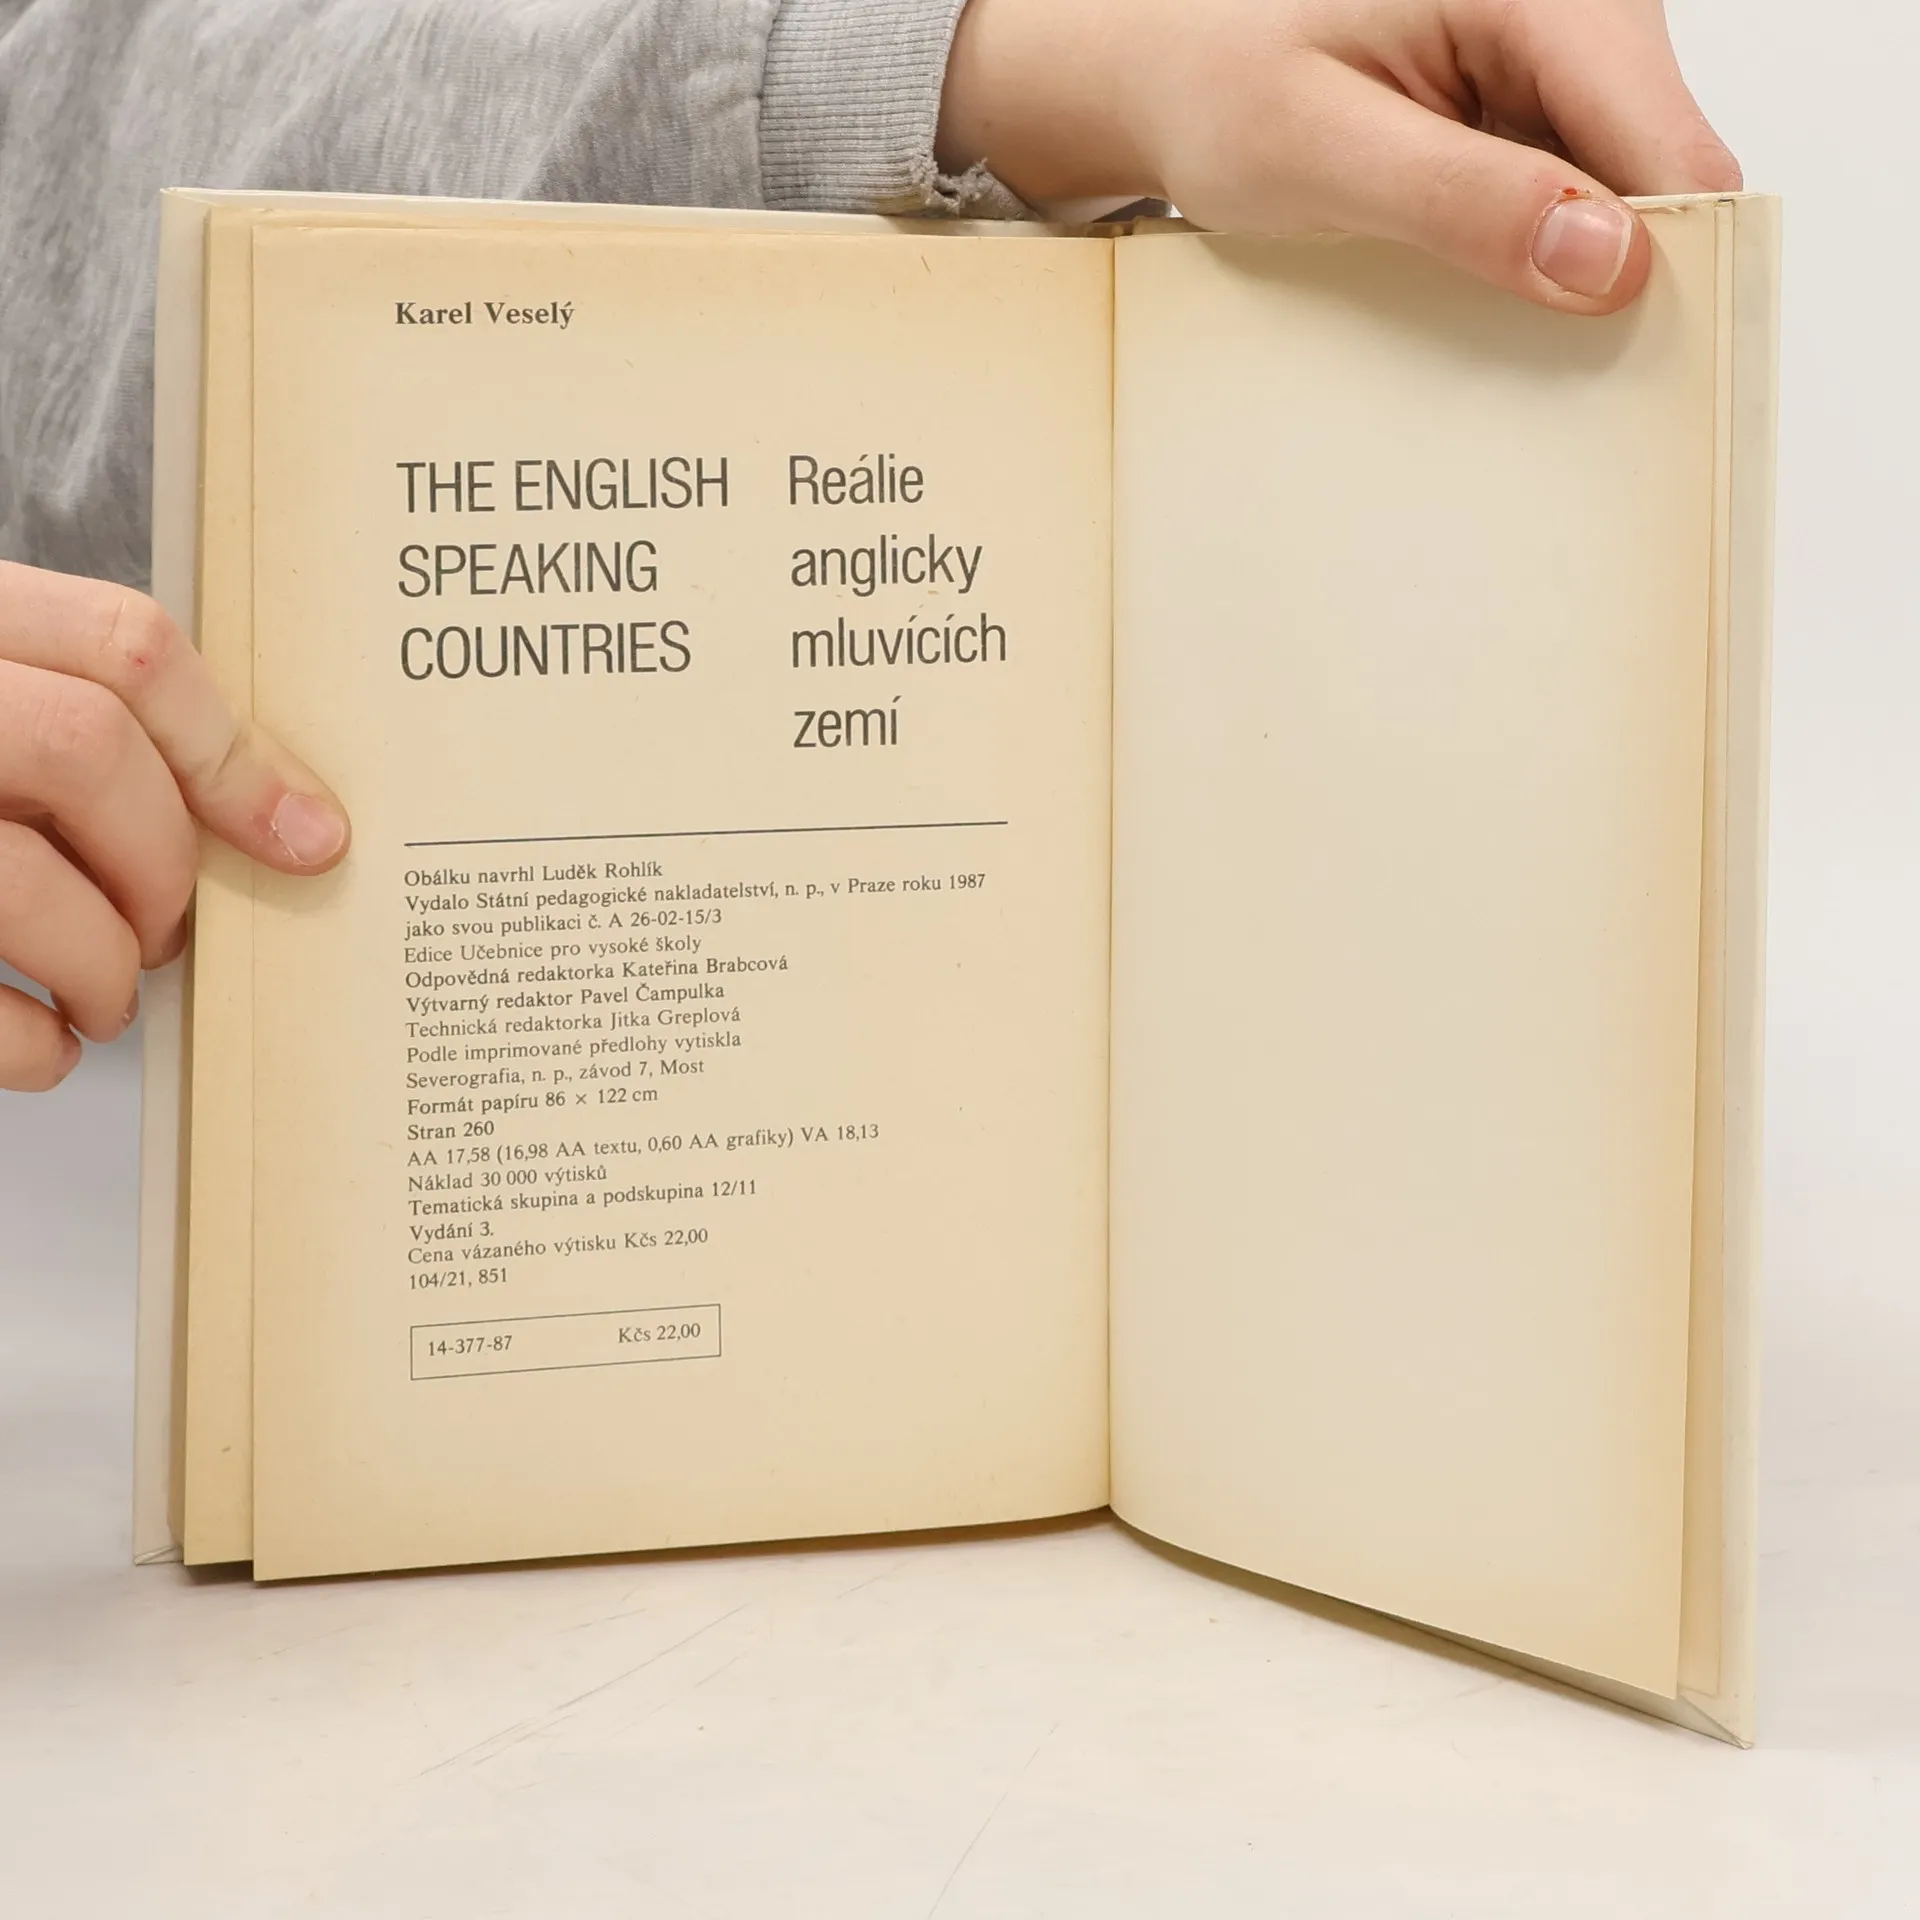 Karel Veselý
THE ENGLISH
SPEAKING
COUNTRIES
Reálie
anglicky
mluvících
zemí
Obálku navrhl Luděk Rohlík
Vydalo Státní pedagogické nakladatelství, n. p., v Praze roku 1987
jako svou publikaci č. A 26-02-15/3
Edice Učebnice pro vysoké školy
Odpovědná redaktorka Kateřina Brabcová
Výtvarný redaktor Pavel Čampulka
Technická redaktorka Jitka Greplová
Podle imprimované předlohy vytiskla
Severografia, n. p., závod 7, Most
Formát papíru 86 × 122 cm
Stran 260
AA 17,58 (16,98 AA textu, 0,60 AA grafiky) VA 18,13
Náklad 30 000 výtisků
Tematická skupina a podskupina 12/11
Vydání 3.
Cena vázaného výtisku Kčs 22,00
104/21, 851
14-377-87 Kčs 22,00